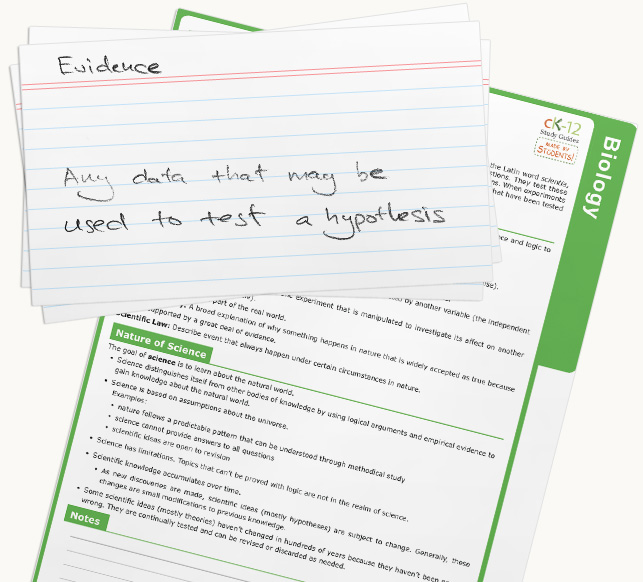 Evidence
Any data that may be
used to test a hypothesis
CK-12
Study Guides
MADE BY
STUDENTS!
Biology
the Latin word scientia,
They test these
When experiments
that have been tested
and logic to
by another variable (the independent
experiment that is manipulated to investigate its effect on another
part of the real world.
A broad explanation of why something happens in nature that is widely accepted as true because
supported by a great deal of evidence.
Scientific Law: Describe event that always happen under certain circumstances in nature.
Nature of Science
The goal of science is to learn about the natural world.
• Science distinguishes itself from other bodies of knowledge by using logical arguments and empirical evidence to
gain knowledge about the natural world.
• Science is based on assumptions about the universe.
Examples:
• nature follows a predictable pattern that can be understood through methodical study
• science cannot provide answers to all questions
• scientific ideas are open to revision
• Science has limitations. Topics that can't be proved with logic are not in the realm of science.
• Scientific knowledge accumulates over time.
• As new discoveries are made, scientific ideas (mostly hypotheses) are subject to change. Generally, these
changes are small modifications to previous knowledge.
• Some scientific ideas (mostly theories) haven't changed in hundreds of years because they haven't been
wrong. They are continually tested and can be revised or discarded as needed.
Notes